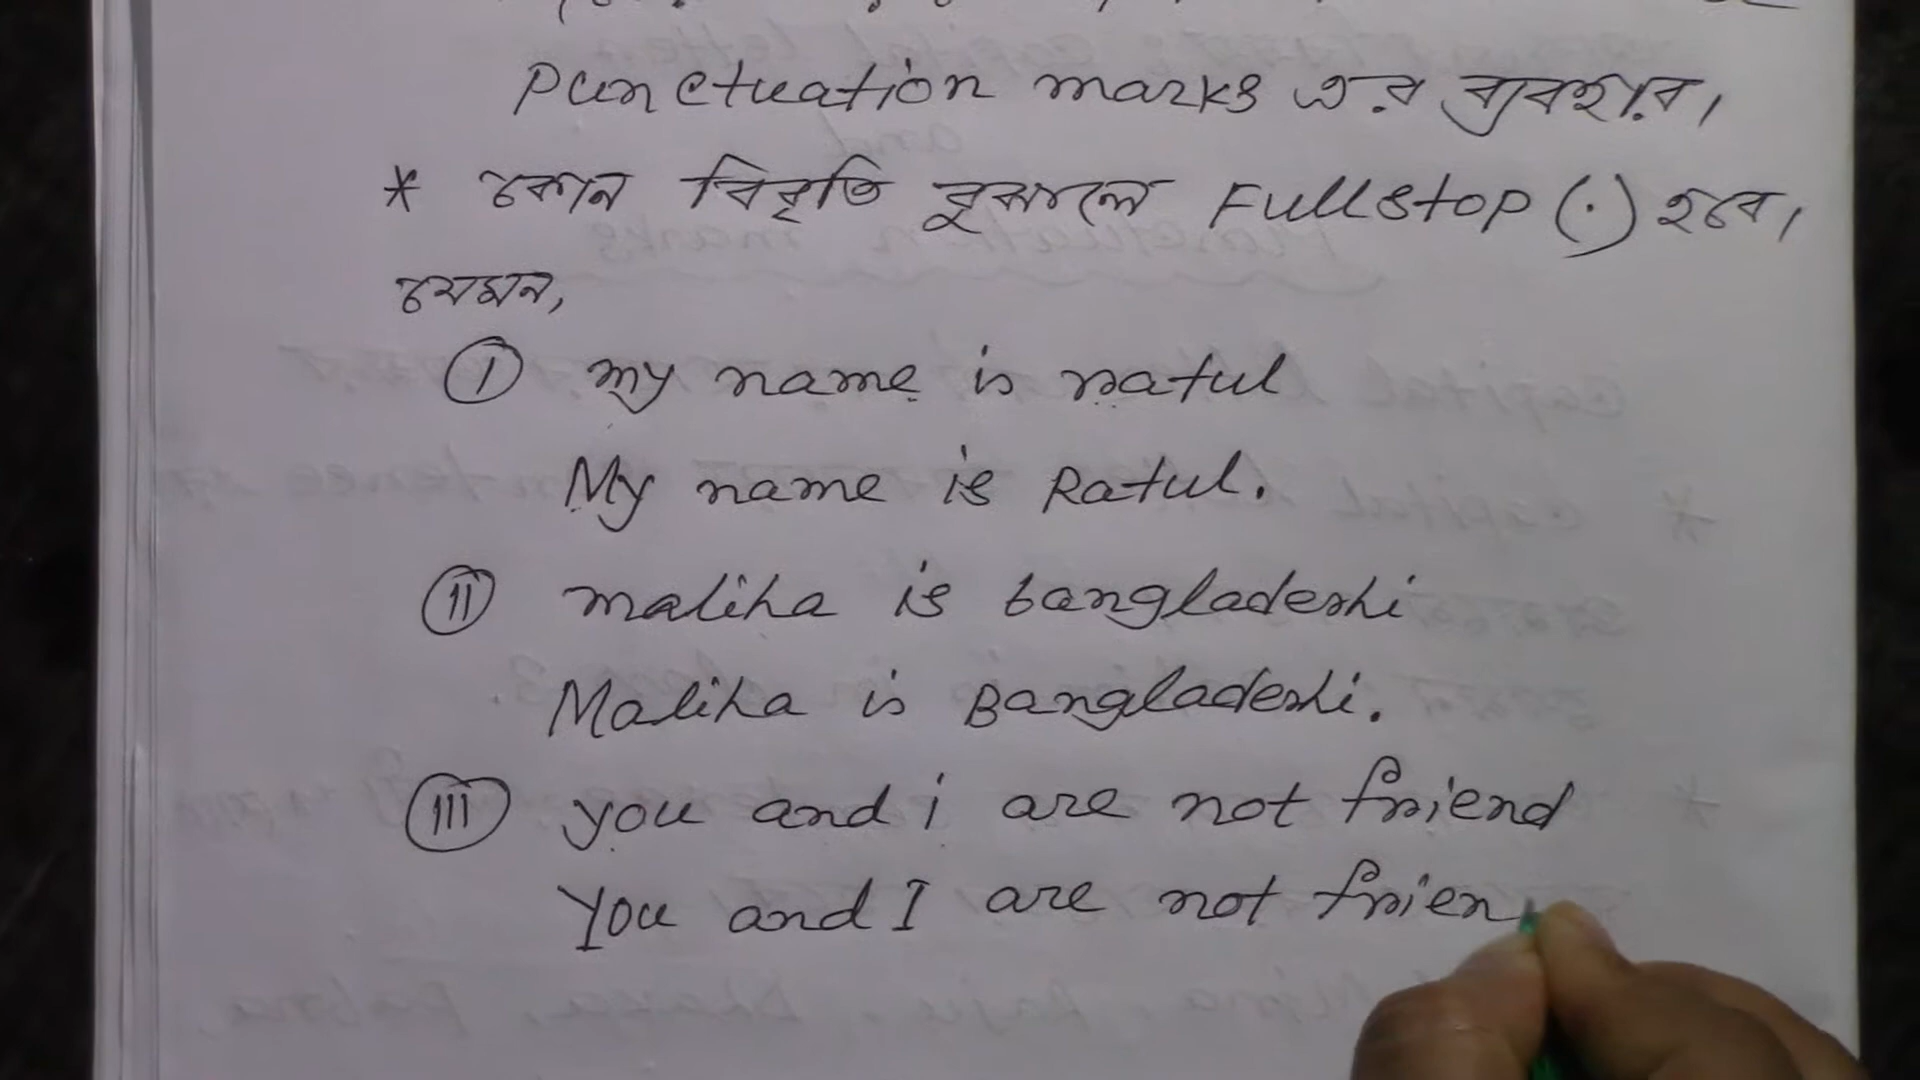 Punctuation marks এর ব্যবহার।
* কোন বিবৃতি বুঝালে Fullstop (.) হবে।
যেমন,
(i) my name is ratul
My name is Ratul.
(ii) maliha is bangladeshi
Maliha is Bangladeshi.
(iii) you and i are not friend
You and I are not frien